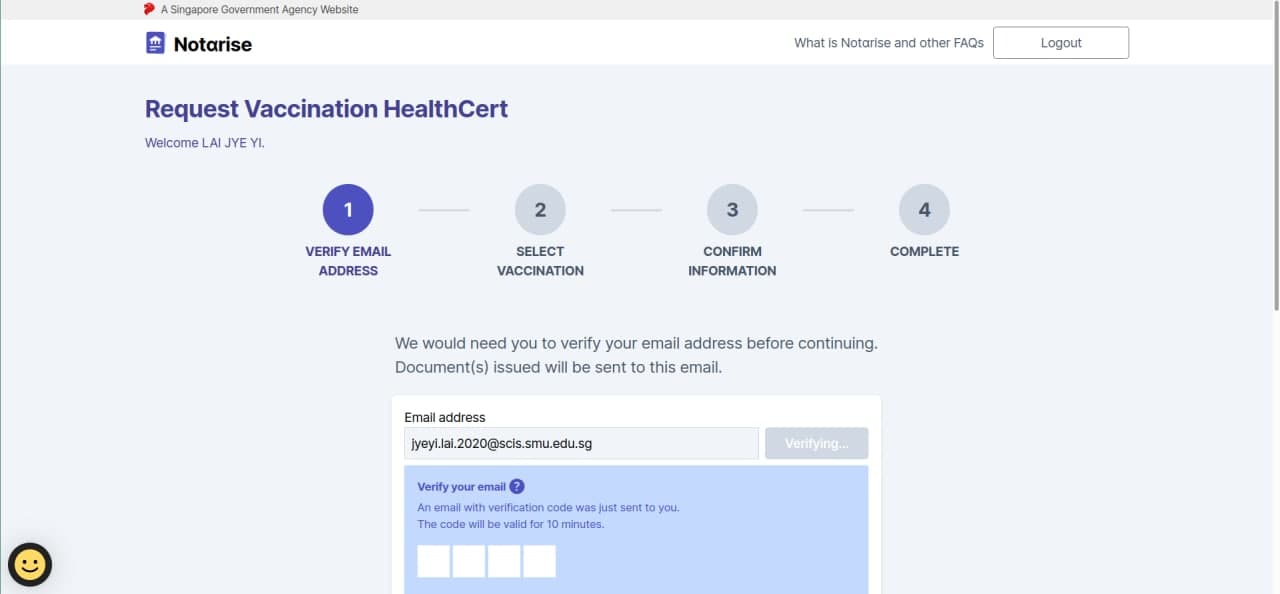 A Singapore Government Agency Website
Notarise
What is Notarise and other FAQs
Logout
Request Vaccination HealthCert
Welcome LAI JYE YI.
1
2
3
4
VERIFY EMAIL
ADDRESS
SELECT
VACCINATION
CONFIRM
INFORMATION
COMPLETE
We would need you to verify your email address before continuing.
Document(s) issued will be sent to this email.
Email address
jyeyi.lai.2020@scis.smu.edu.sg
Verifying...
Verify your email ?
An email with verification code was just sent to you.
The code will be valid for 10 minutes.